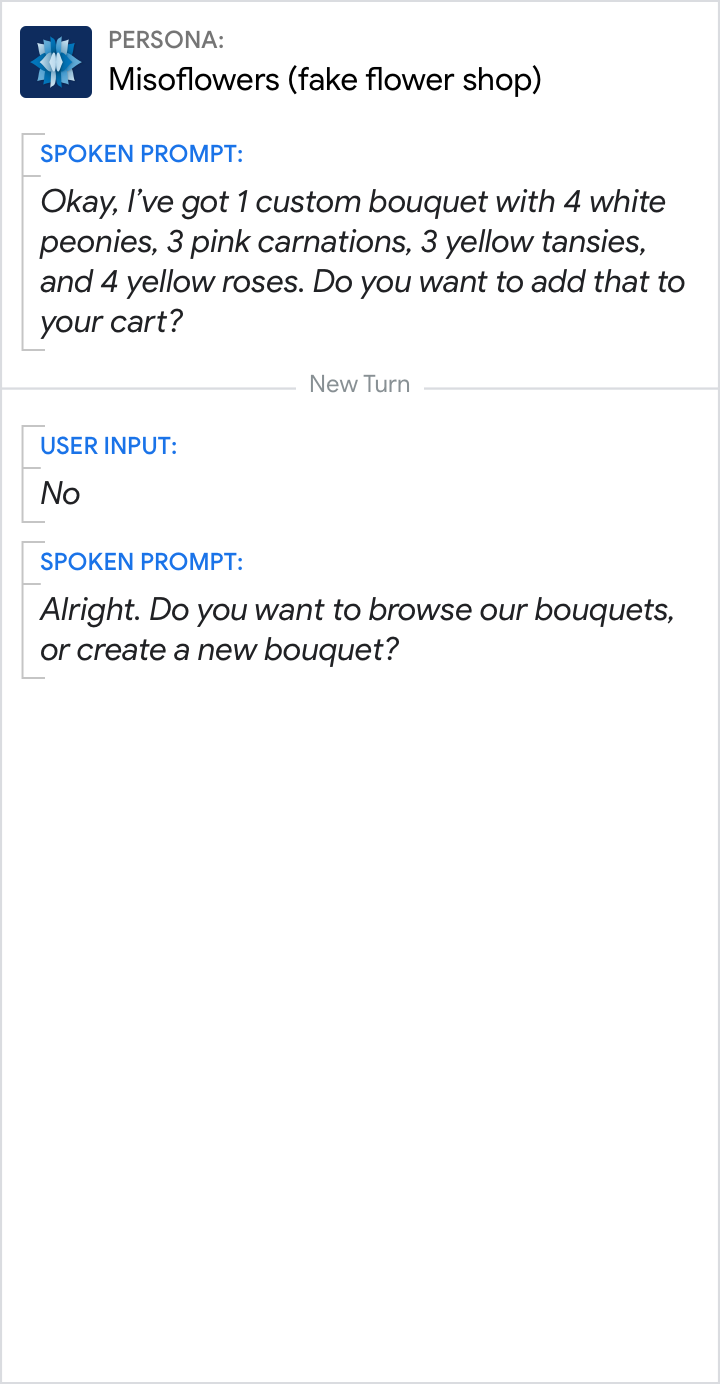 PERSONA:
Misoflowers (fake flower shop)
SPOKEN PROMPT:
Okay, I’ve got 1 custom bouquet with 4 white
peonies, 3 pink carnations, 3 yellow tansies,
and 4 yellow roses. Do you want to add that to
your cart?
New Turn
USER INPUT:
No
SPOKEN PROMPT:
Alright. Do you want to browse our bouquets,
or create a new bouquet?